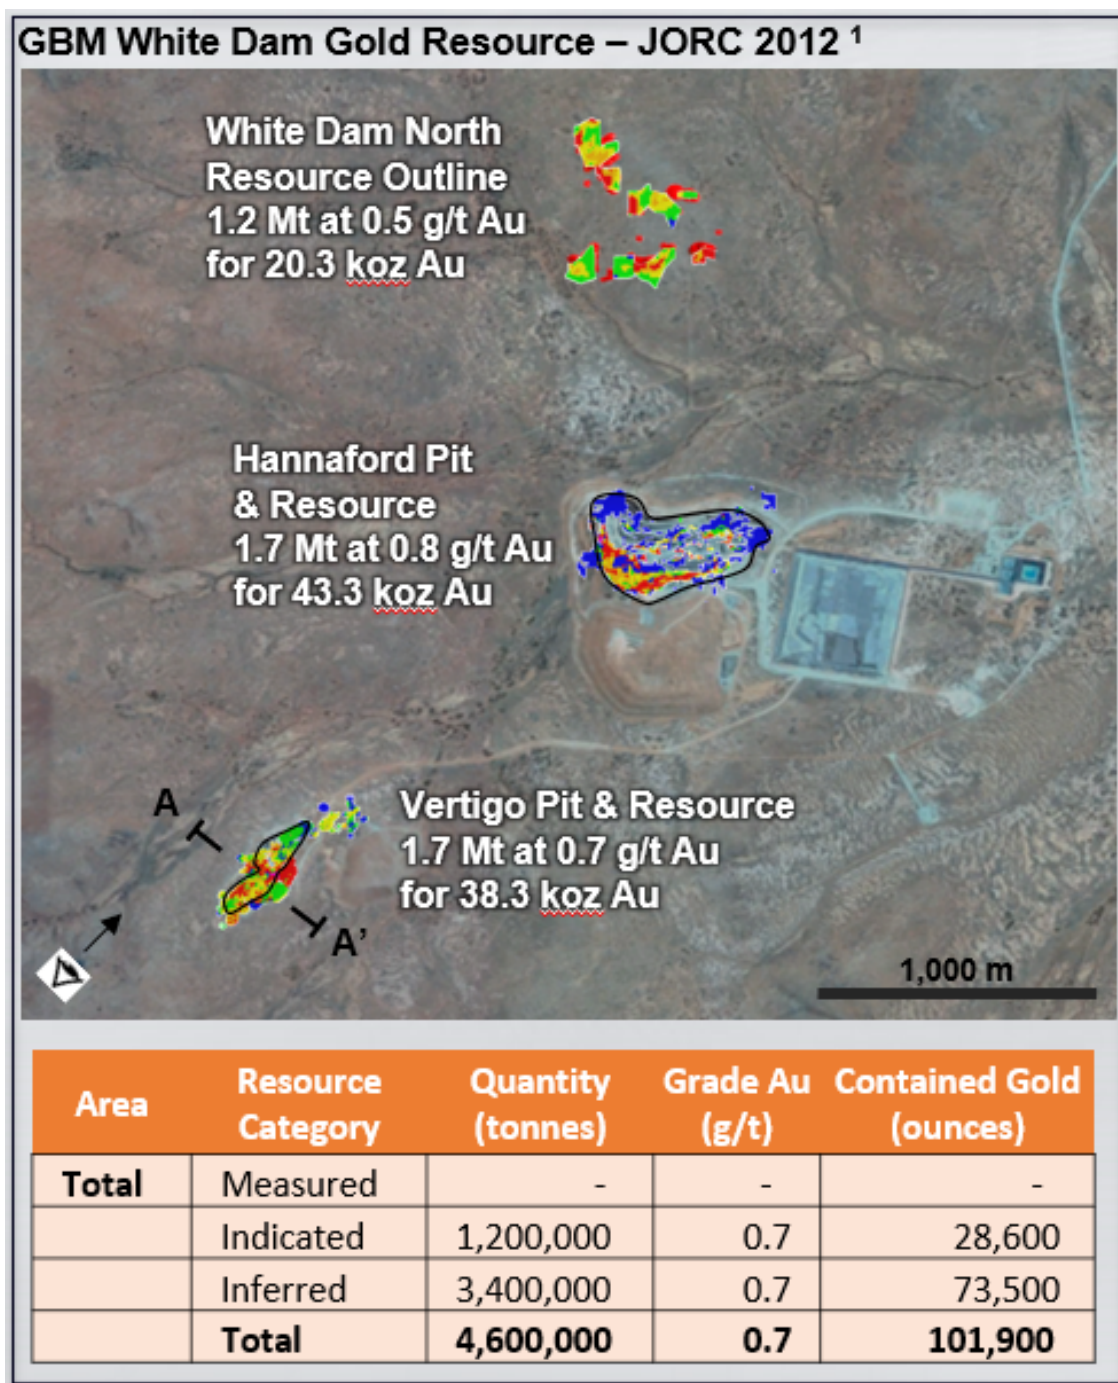 GBM White Dam Gold Resource – JORC 2012 ¹
White Dam North
Resource Outline
1.2 Mt at 0.5 g/t Au
for 20.3 koz Au
Hannaford Pit
& Resource
1.7 Mt at 0.8 g/t Au
for 43.3 koz Au
Vertigo Pit & Resource
1.7 Mt at 0.7 g/t Au
for 38.3 koz Au
A
A’
1,000 m
Area Resource Category Quantity (tonnes) Grade Au (g/t) Contained Gold (ounces)
Total Measured - - -
Indicated 1,200,000 0.7 28,600
Inferred 3,400,000 0.7 73,500
Total 4,600,000 0.7 101,900